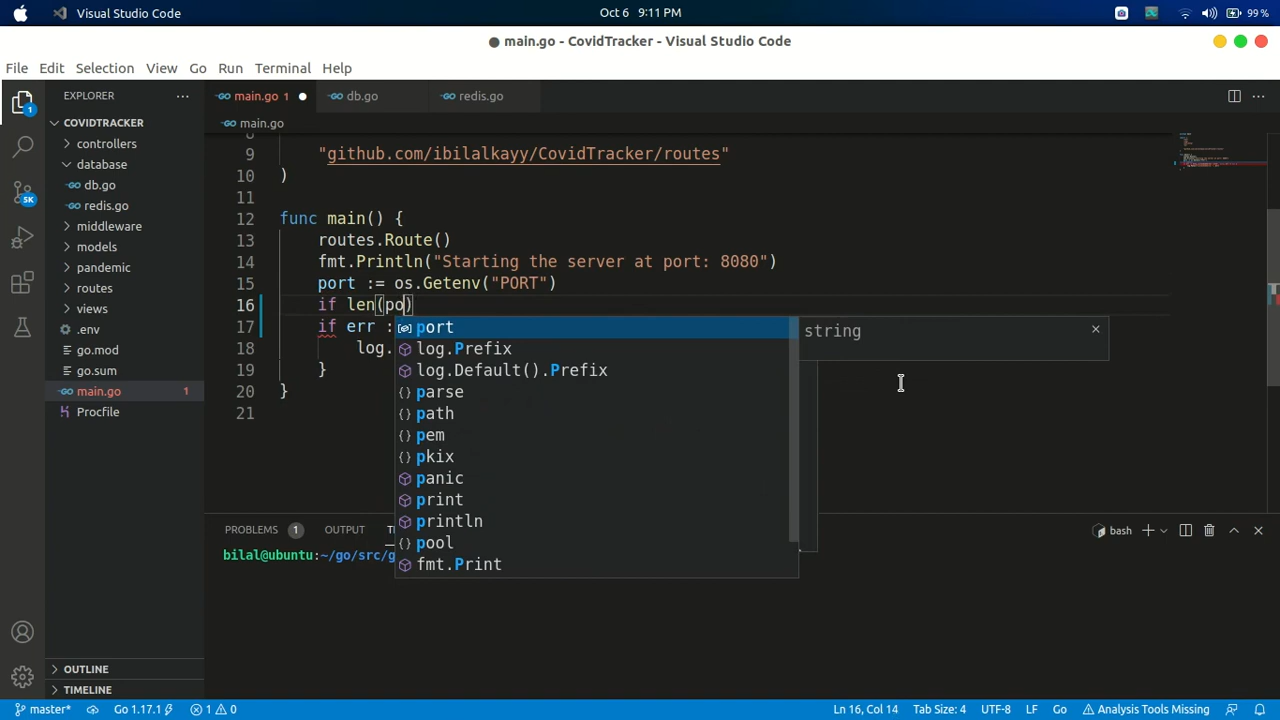 Visual Studio Code
Oct 6 9:11 PM
99 %
main.go - CovidTracker - Visual Studio Code
File Edit Selection View Go Run Terminal Help
EXPLORER
main.go 1
db.go
redis.go
1
COVIDTRACKER
main.go
controllers
database
db.go
redis.go
middleware
models
pandemic
routes
views
.env
go.mod
go.sum
main.go 1
Procfile
5K
8
9 "github.com/ibilalkayy/CovidTracker/routes"
10 )
11
12 func main() {
13 routes.Route()
14 fmt.Println("Starting the server at port: 8080")
15 port := os.Getenv("PORT")
16 if len(po)
17 if err :
18 log.
19 }
20 }
21
port
string
log.Prefix
log.Default().Prefix
parse
path
pem
pkix
panic
print
println
pool
fmt.Print
PROBLEMS 1 OUTPUT
bash
bilal@ubuntu:~/go/src/g
OUTLINE
TIMELINE
master* Go 1.17.1 1 0 Ln 16, Col 14 Tab Size: 4 UTF-8 LF Go Analysis Tools Missing